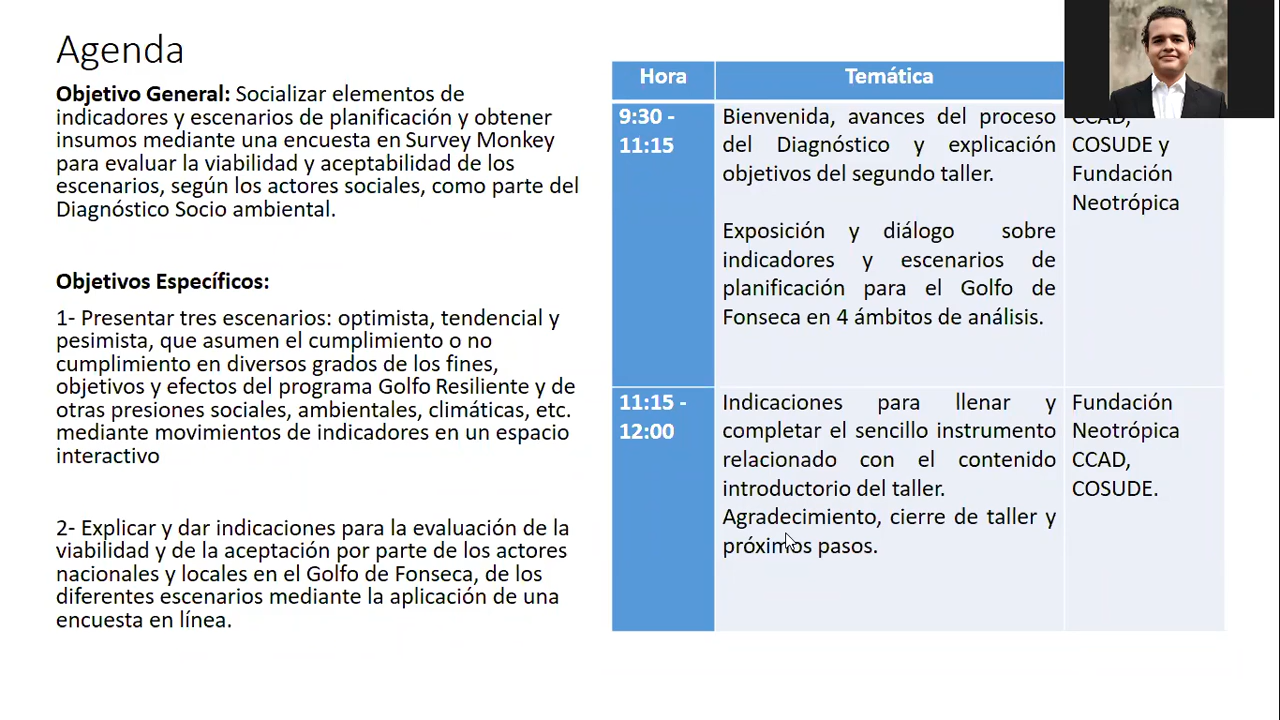 Agenda
Objetivo General: Socializar elementos de
indicadores y escenarios de planificación y obtener
insumos mediante una encuesta en Survey Monkey
para evaluar la viabilidad y aceptabilidad de los
escenarios, según los actores sociales, como parte del
Diagnóstico Socio ambiental.
Objetivos Específicos:
1- Presentar tres escenarios: optimista, tendencial y
pesimista, que asumen el cumplimiento o no
cumplimiento en diversos grados de los fines,
objetivos y efectos del programa Golfo Resiliente y de
otras presiones sociales, ambientales, climáticas, etc.
mediante movimientos de indicadores en un espacio
interactivo
2- Explicar y dar indicaciones para la evaluación de la
viabilidad y de la aceptación por parte de los actores
nacionales y locales en el Golfo de Fonseca, de los
diferentes escenarios mediante la aplicación de una
encuesta en línea.
Hora
Temática
9:30 -
11:15
Bienvenida, avances del proceso
del Diagnóstico y explicación
objetivos del segundo taller.
Exposición y diálogo sobre
indicadores y escenarios de
planificación para el Golfo de
Fonseca en 4 ámbitos de análisis.
CCAD,
COSUDE y
Fundación
Neotrópica
11:15 -
12:00
Indicaciones para llenar y
completar el sencillo instrumento
relacionado con el contenido
introductorio del taller.
Agradecimiento, cierre de taller y
próximos pasos.
Fundación
Neotrópica
CCAD,
COSUDE.